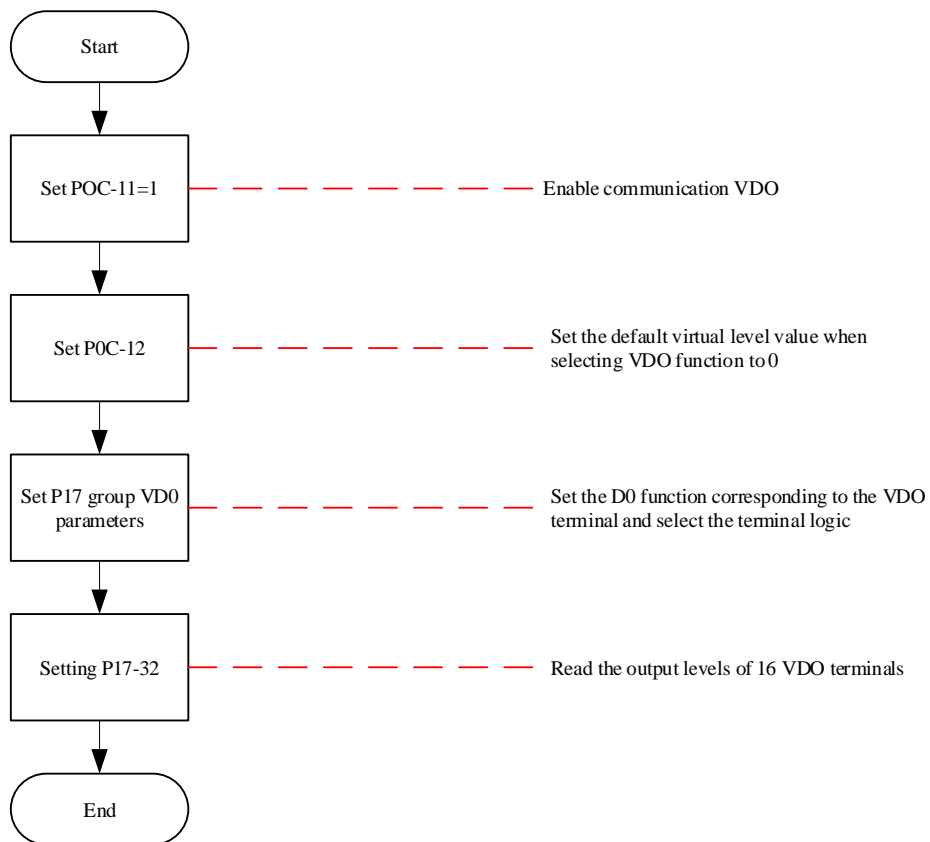 Start
Set POC-11=1
Enable communication VDO
Set P0C-12
Set the default virtual level value when
selecting VDO function to 0
Set P17 group VD0
parameters
Set the D0 function corresponding to the VDO
terminal and select the terminal logic
Setting P17-32
Read the output levels of 16 VDO terminals
End